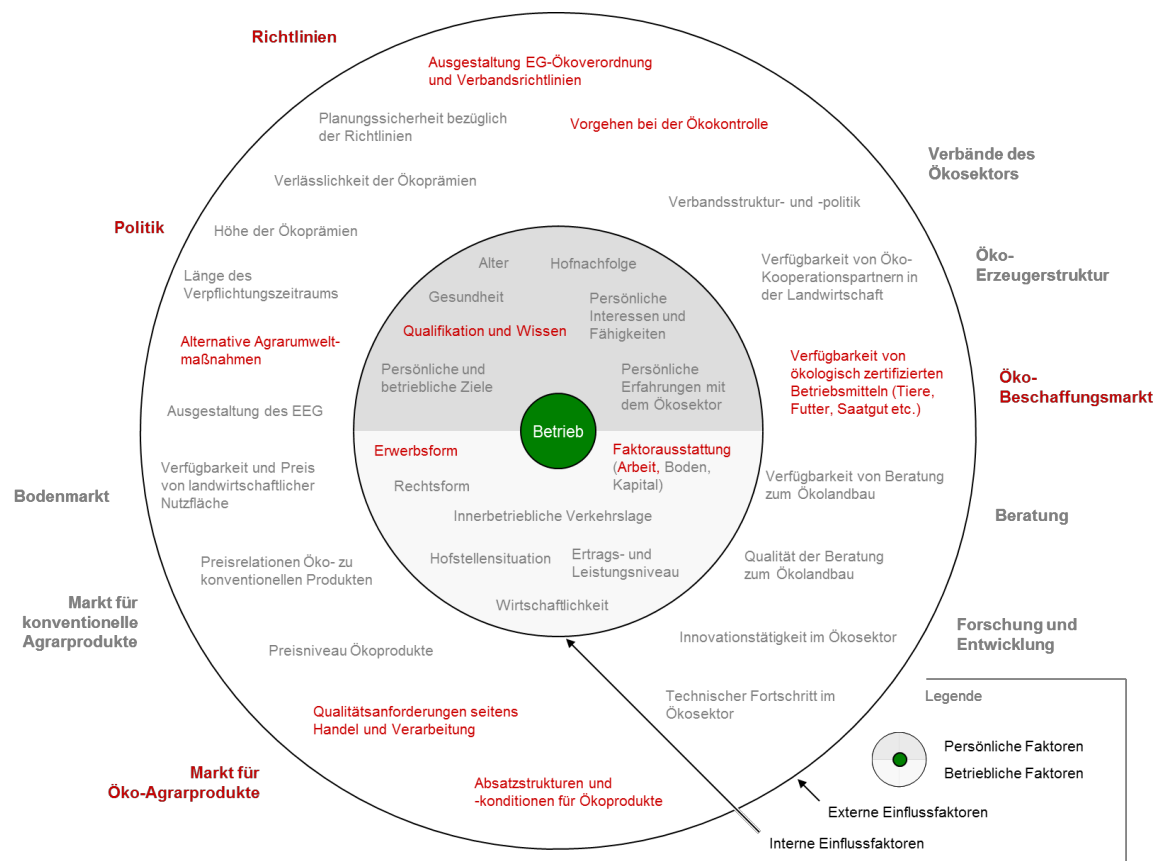 Richtlinien
Ausgestaltung EG-Ökoverordnung
und Verbandsrichtlinien
Planungssicherheit bezüglich
der Richtlinien
Vorgehen bei der Ökokontrolle
Verbände des
Ökosektors
Verlässlichkeit der Ökoprämien
Verbandsstruktur- und -politik
Politik
Höhe der Ökoprämien
Öko-
Erzeugerstruktur
Verfügbarkeit von Öko-
Kooperationspartnern in
der Landwirtschaft
Länge des
Verpflichtungszeitraums
Alter
Hofnachfolge
Gesundheit
Persönliche
Interessen und
Fähigkeiten
Qualifikation und Wissen
Alternative Agrarumwelt-
maßnahmen
Persönliche und
betriebliche Ziele
Persönliche
Erfahrungen mit
dem Ökosektor
Verfügbarkeit von
ökologisch zertifizierten
Betriebsmitteln (Tiere,
Futter, Saatgut etc.)
Öko-
Beschaffungsmarkt
Ausgestaltung des EEG
Betrieb
Erwerbsform
Faktorausstattung
(Arbeit, Boden,
Kapital)
Bodenmarkt
Verfügbarkeit und Preis
von landwirtschaftlicher
Nutzfläche
Rechtsform
Verfügbarkeit von Beratung
zum Ökolandbau
Innerbetriebliche Verkehrslage
Beratung
Hofstellensituation
Ertrags- und
Leistungsniveau
Qualität der Beratung
zum Ökolandbau
Preisrelationen Öko- zu
konventionellen Produkten
Wirtschaftlichkeit
Markt für
konventionelle
Agrarprodukte
Preisniveau Ökoprodukte
Innovationstätigkeit im Ökosektor
Forschung und
Entwicklung
Technischer Fortschritt im
Ökosektor
Qualitätsanforderungen seitens
Handel und Verarbeitung
Markt für
Öko-Agrarprodukte
Absatzstrukturen und
-konditionen für Ökoprodukte
Legende
Persönliche Faktoren
Betriebliche Faktoren
Externe Einflussfaktoren
Interne Einflussfaktoren